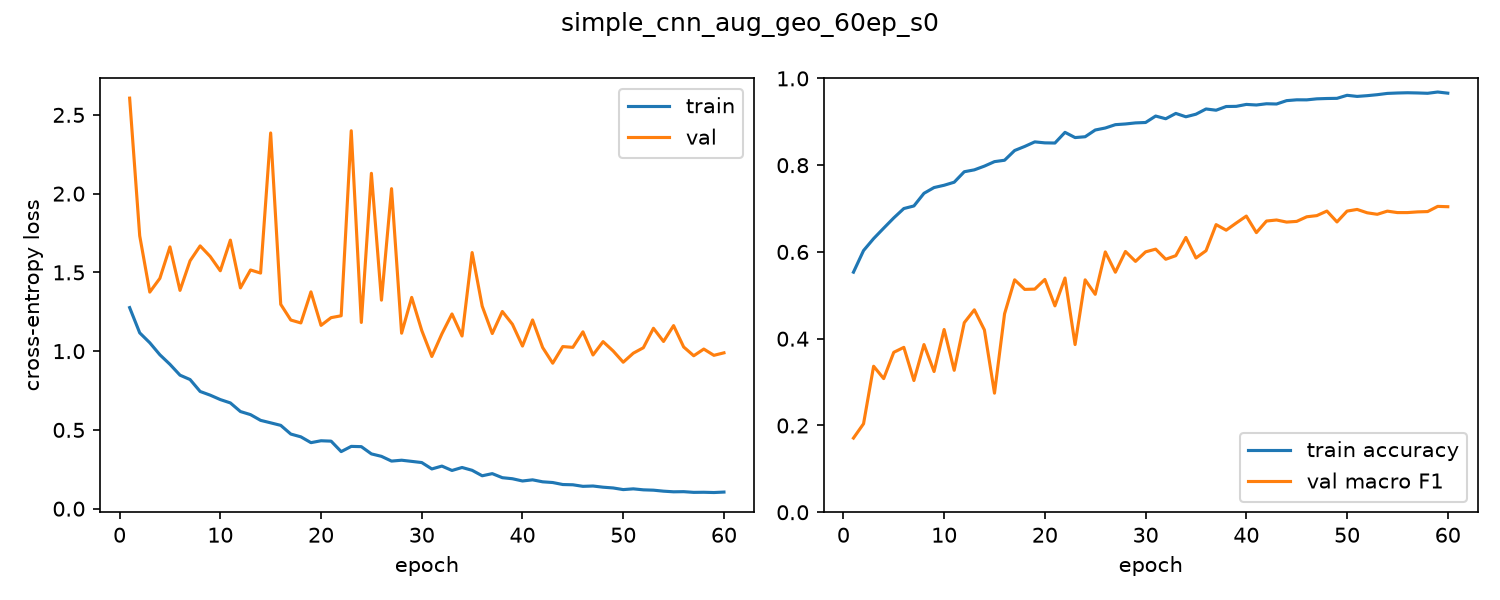 simple_cnn_aug_geo_60ep_s0
cross-entropy loss
2.5
2.0
1.5
1.0
0.5
0.0
0 10 20 30 40 50 60
epoch
train
val
1.0
0.8
0.6
0.4
0.2
0.0
0 10 20 30 40 50 60
epoch
train accuracy
val macro F1